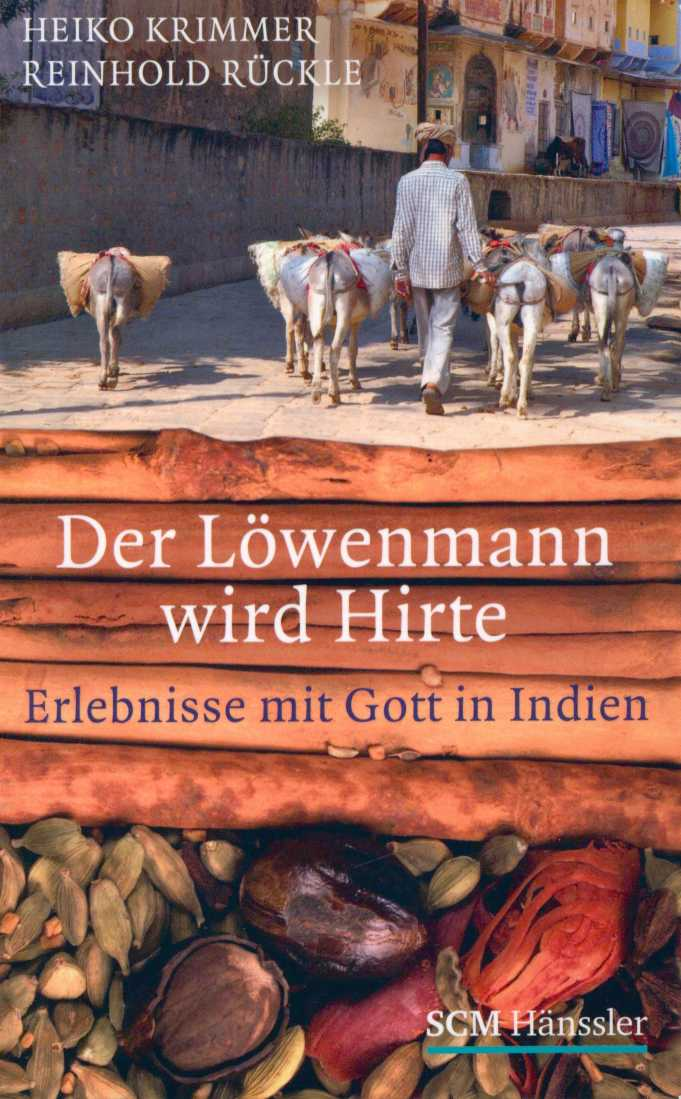 HEIKO KRIMMER
REINHOLD RÜCKLE
Der Löwenmann
wird Hirte
Erlebnisse mit Gott in Indien
SCM Hänssler